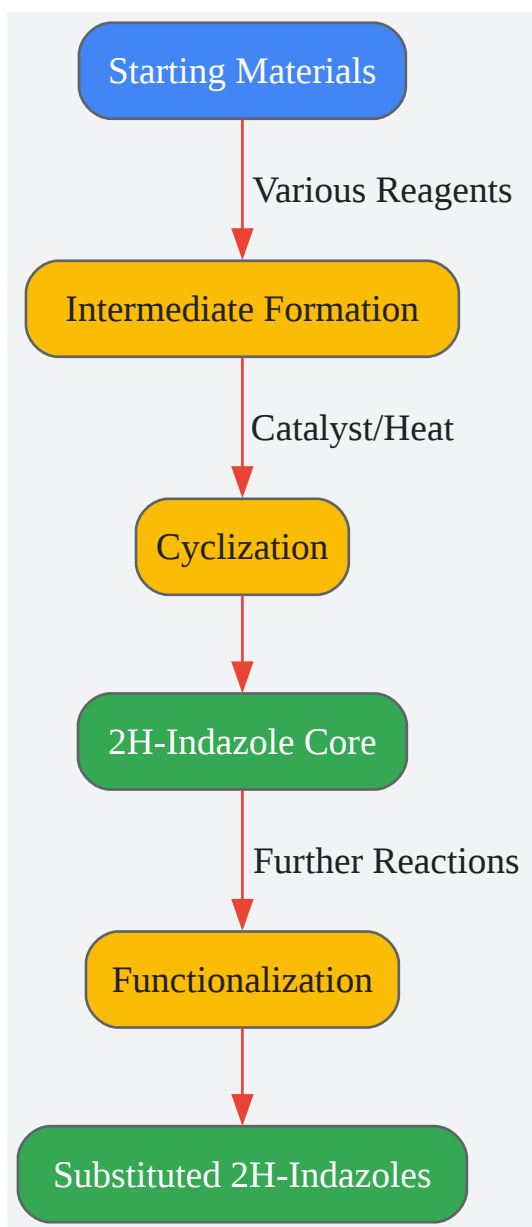 Starting Materials
Various Reagents
Intermediate Formation
Catalyst/Heat
Cyclization
2H-Indazole Core
Further Reactions
Functionalization
Substituted 2H-Indazoles